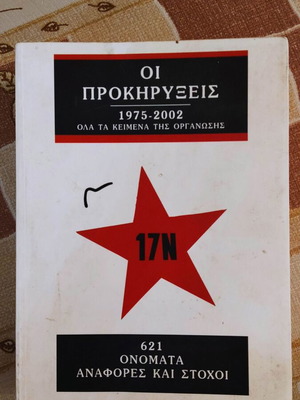 ΟΙ
ΠΡΟΚΗΡΥΞΕΙΣ
1975-2002
ΟΛΑ ΤΑ ΚΕΙΜΕΝΑ ΤΗΣ ΟΡΓΑΝΩΣΗΣ
17Ν
621
ΟΝΟΜΑΤΑ
ΑΝΑΦΟΡΕΣ ΚΑΙ ΣΤΟΧΟΙ